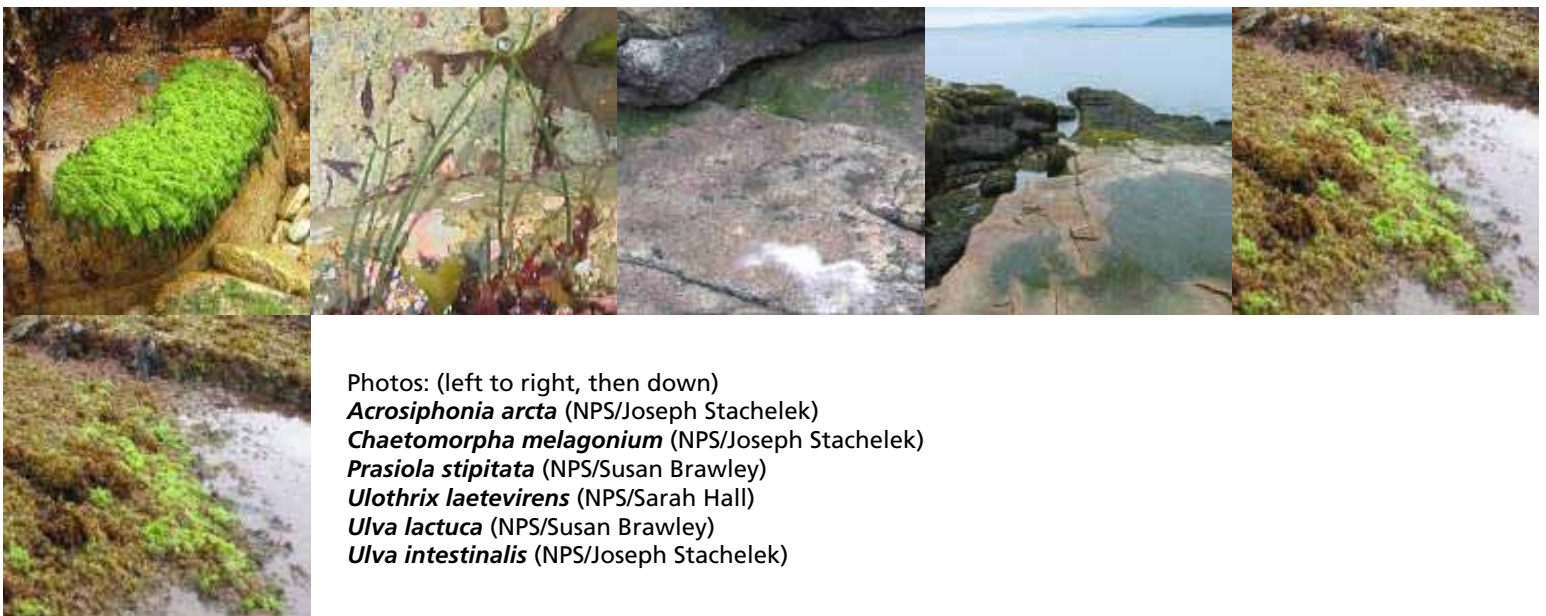 Photos: (left to right, then down)
Acrosiphonia arcta (NPS/Joseph Stachelek)
Chaetomorpha melagonium (NPS/Joseph Stachelek)
Prasiola stipitata (NPS/Susan Brawley)
Ulothrix laetevirens (NPS/Sarah Hall)
Ulva lactuca (NPS/Susan Brawley)
Ulva intestinalis (NPS/Joseph Stachelek)